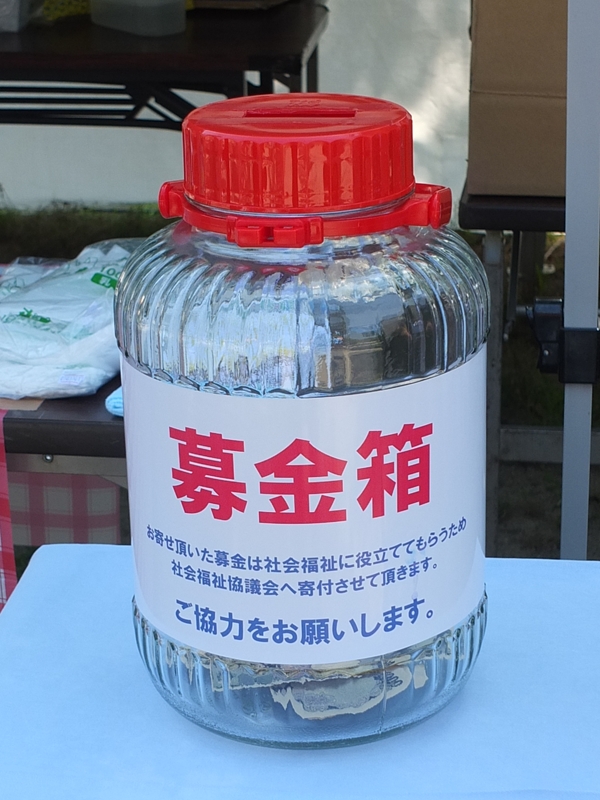 募金箱
お寄せ頂いた募金は社会福祉に役立ててもらうため
社会福祉協議会へ寄付させて頂きます。
ご協力をお願いします。